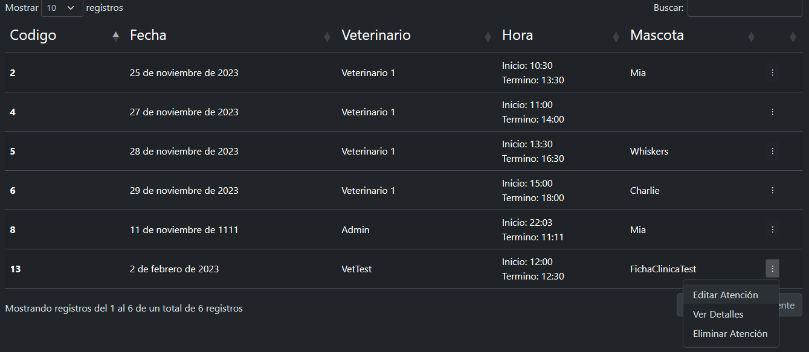 Mostrar 10 registros Buscar:
Codigo Fecha Veterinario Hora Mascota
2 25 de noviembre de 2023 Veterinario 1 Inicio: 10:30 Mia
Termino: 13:30
4 27 de noviembre de 2023 Veterinario 1 Inicio: 11:00
Termino: 14:00
5 28 de noviembre de 2023 Veterinario 1 Inicio: 13:30 Whiskers
Termino: 16:30
6 29 de noviembre de 2023 Veterinario 1 Inicio: 15:00 Charlie
Termino: 18:00
8 11 de noviembre de 1111 Admin Inicio: 22:03 Mia
Termino: 11:11
13 2 de febrero de 2023 VetTest Inicio: 12:00 FichaClinicaTest
Termino: 12:30
Mostrando registros del 1 al 6 de un total de 6 registros
Editar Atención
Ver Detalles
Eliminar Atención